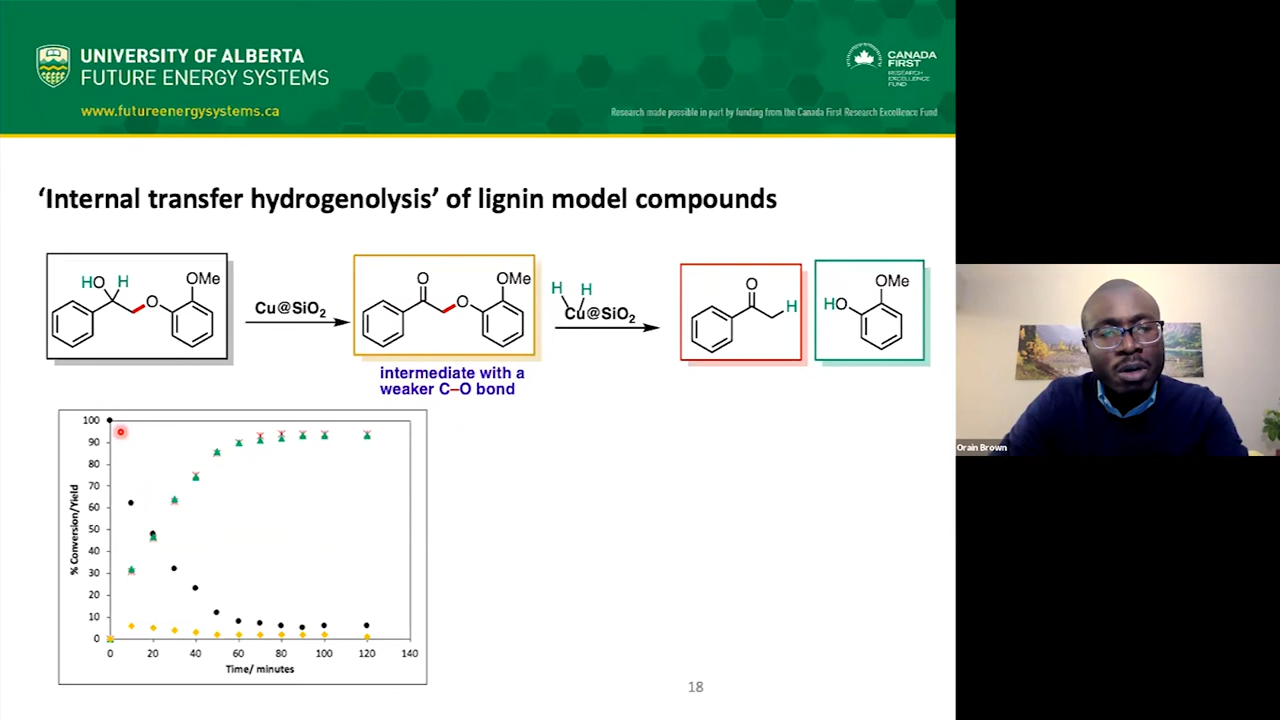 UNIVERSITY OF ALBERTA
FUTURE ENERGY SYSTEMS
www.futureenergysystems.ca
CANADA
FIRST
RESEARCH
EXCELLENCE
FUND
Research made possible in part by funding from the Canada First Research Excellence Fund
‘Internal transfer hydrogenolysis’ of lignin model compounds
HO H O OMe
Cu@SiO2
O O OMe
H H
Cu@SiO2
O H
HO OMe
intermediate with a
weaker C–O bond
100
90
80
70
60
50
40
30
20
10
0
% Conversion/Yield
0 20 40 60 80 100 120 140
Time/ minutes
18
Orain Brown